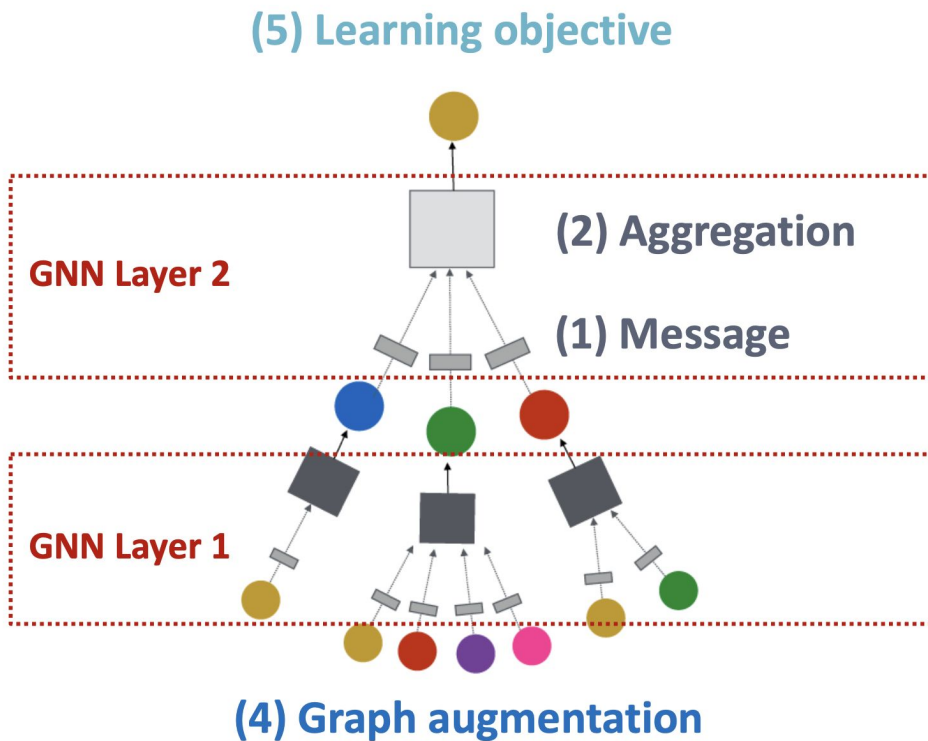 (5) Learning objective
(2) Aggregation
GNN Layer 2
(1) Message
GNN Layer 1
(4) Graph augmentation